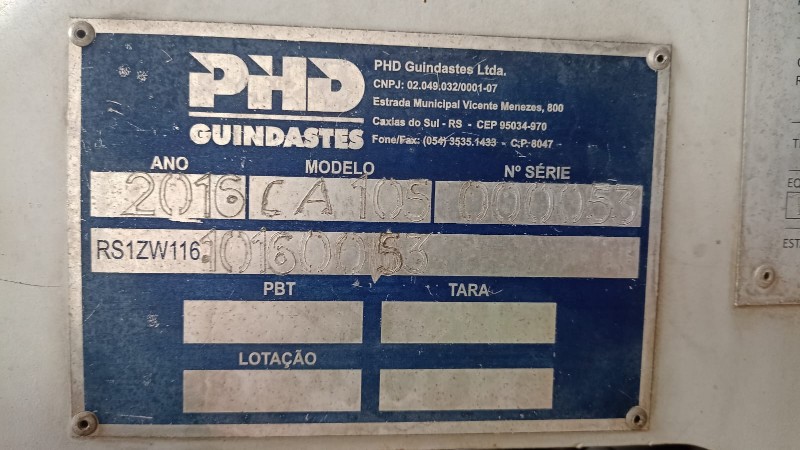 PHD
GUINDASTES
PHD Guindastes Ltda.
CNPJ: 02.049.032/0001-07
Estrada Municipal Vicente Menezes, 800
Caxias do Sul - RS - CEP 95034-970
Fone/Fax: (054) 3535.1433 - C.P. 8047
ANO MODELO Nº SÉRIE
2016 CA 10S 000053
RS1ZW116 10160053
PBT TARA
LOTAÇÃO